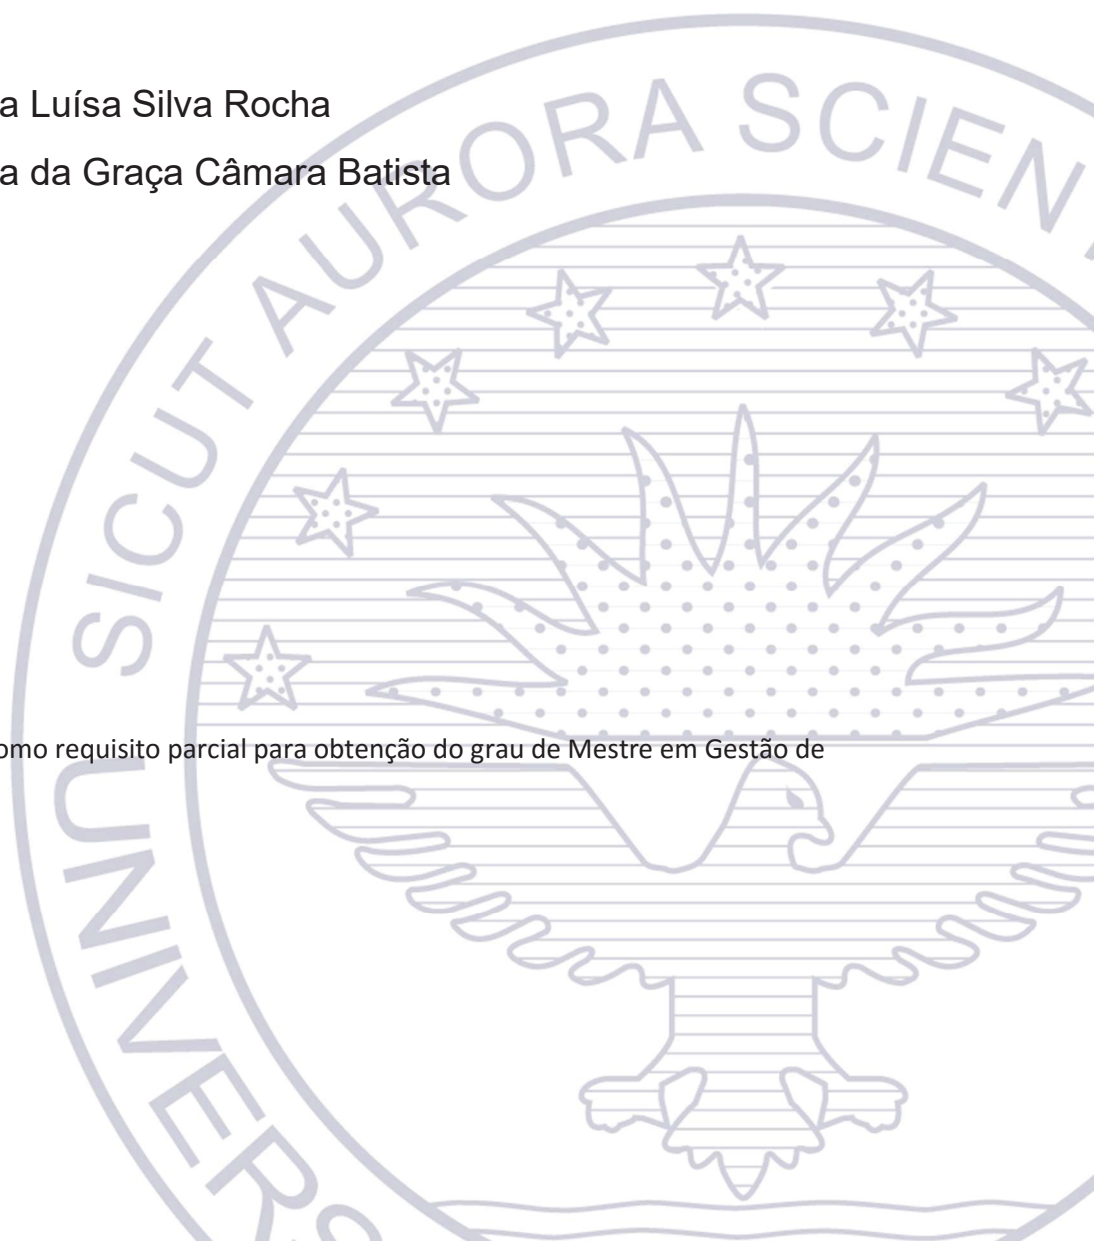 a Luísa Silva Rocha
a da Graça Câmara Batista
SICUT AURORA SCIEN
omo requisito parcial para obtenção do grau de Mestre em Gestão de
UNIVERS